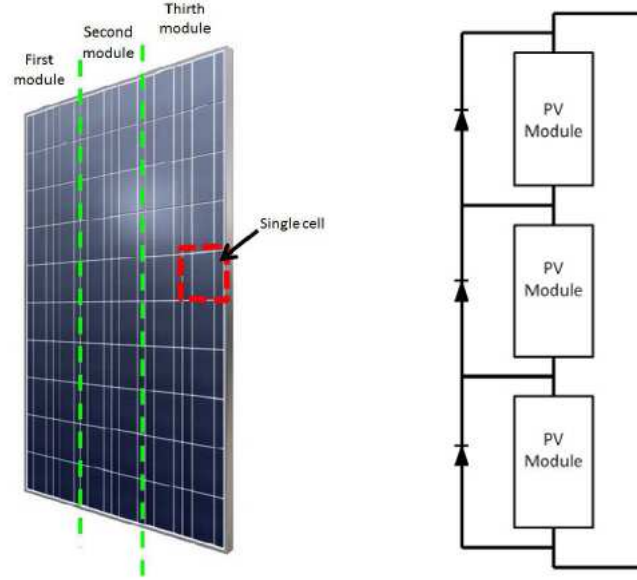 Thirth
module
Second
module
First
module
Single cell
PV
Module
PV
Module
PV
Module